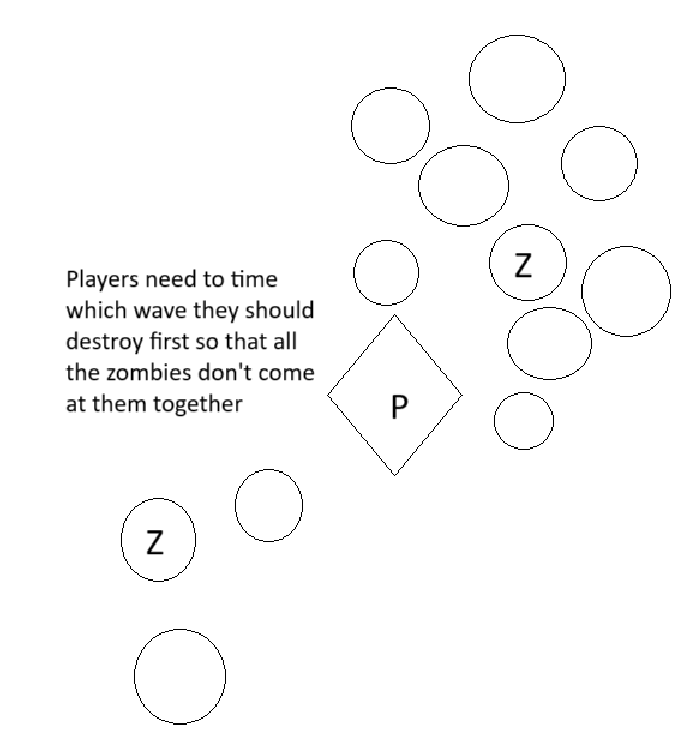 Z
Players need to time
which wave they should
destroy first so that all
the zombies don't come
at them together
P
Z